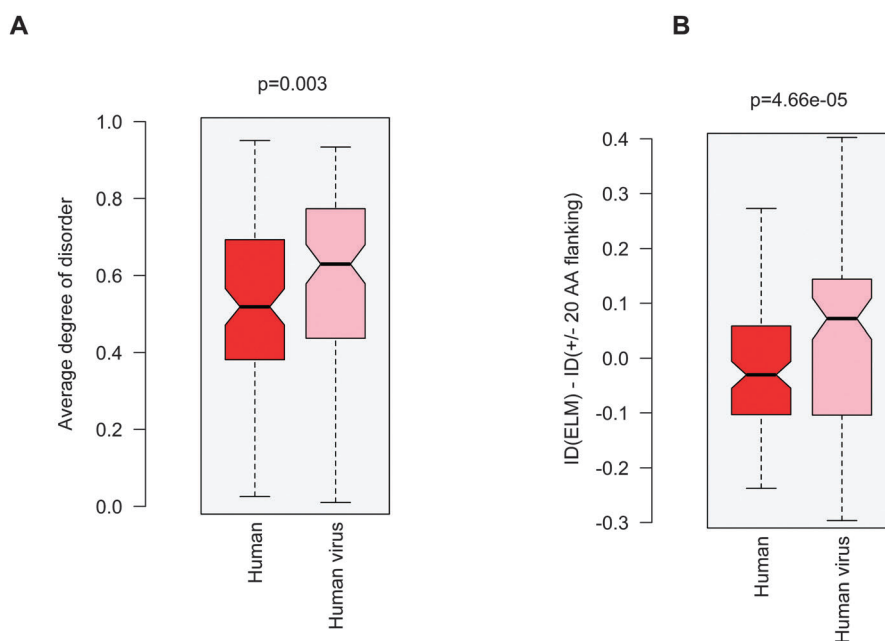 A
p=0.003
Average degree of disorder
1.0
0.8
0.6
0.4
0.2
0.0
Human
Human virus
B
p=4.66e-05
ID(ELM) - ID(+/- 20 AA flanking)
0.4
0.3
0.2
0.1
0.0
-0.1
-0.2
-0.3
Human
Human virus